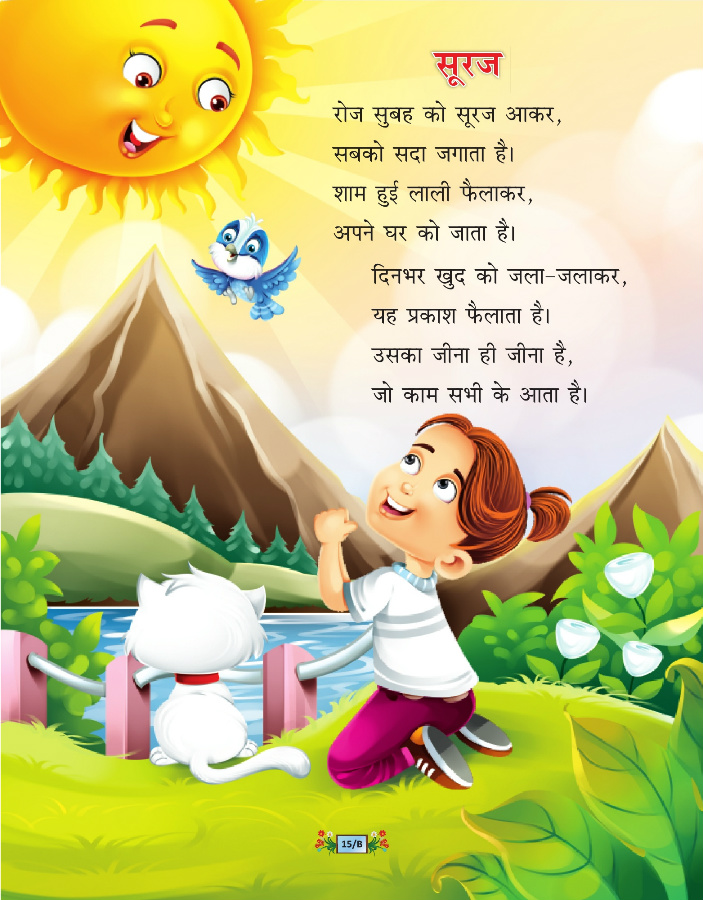 सूरज
रोज सुबह को सूरज आकर,
सबको सदा जगाता है।
शाम हुई लाली फैलाकर,
अपने घर को जाता है।
दिनभर खुद को जला-जलाकर,
यह प्रकाश फैलाता है।
उसका जीना ही जीना है,
जो काम सभी के आता है।
15/B